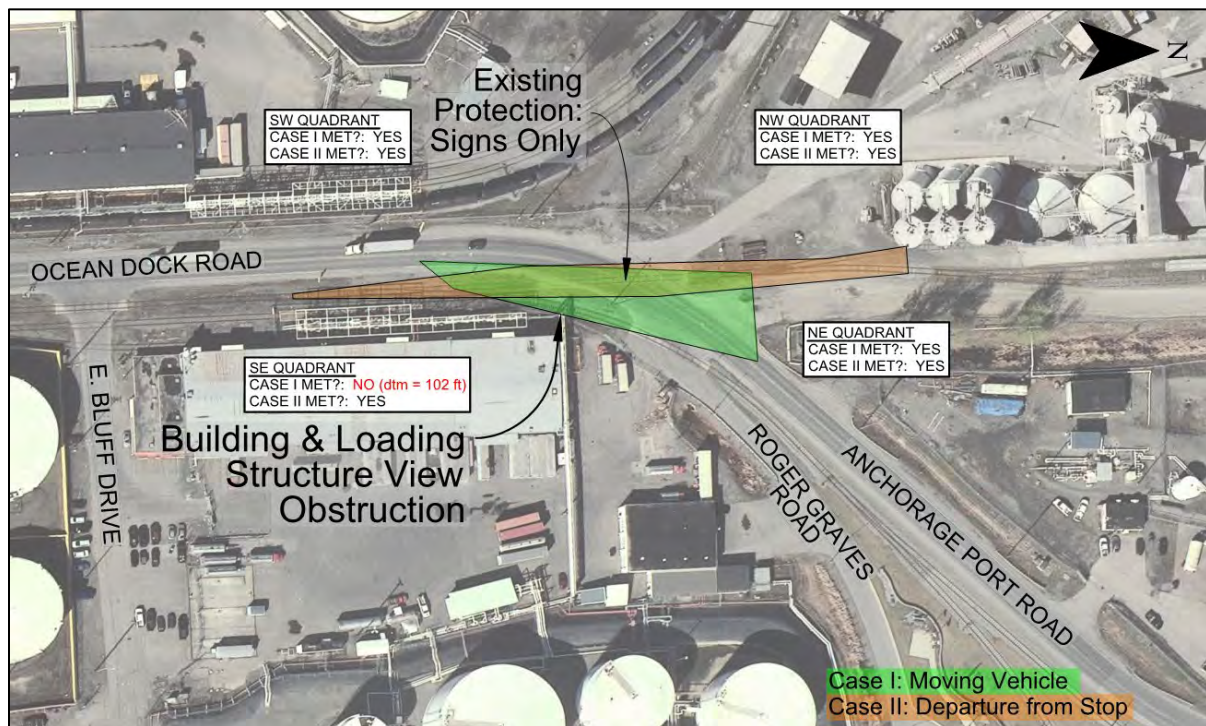 N
Existing
Protection:
Signs Only
SW QUADRANT
CASE I MET?: YES
CASE II MET?: YES
NW QUADRANT
CASE I MET?: YES
CASE II MET?: YES
OCEAN DOCK ROAD
NE QUADRANT
CASE I MET?: YES
CASE II MET?: YES
SE QUADRANT
CASE I MET?: NO (dtm = 102 ft)
CASE II MET?: YES
E. BLUFF DRIVE
Building & Loading
Structure View
Obstruction
ROGER GRAVES
ROAD
ANCHORAGE PORT ROAD
Case I: Moving Vehicle
Case II: Departure from Stop